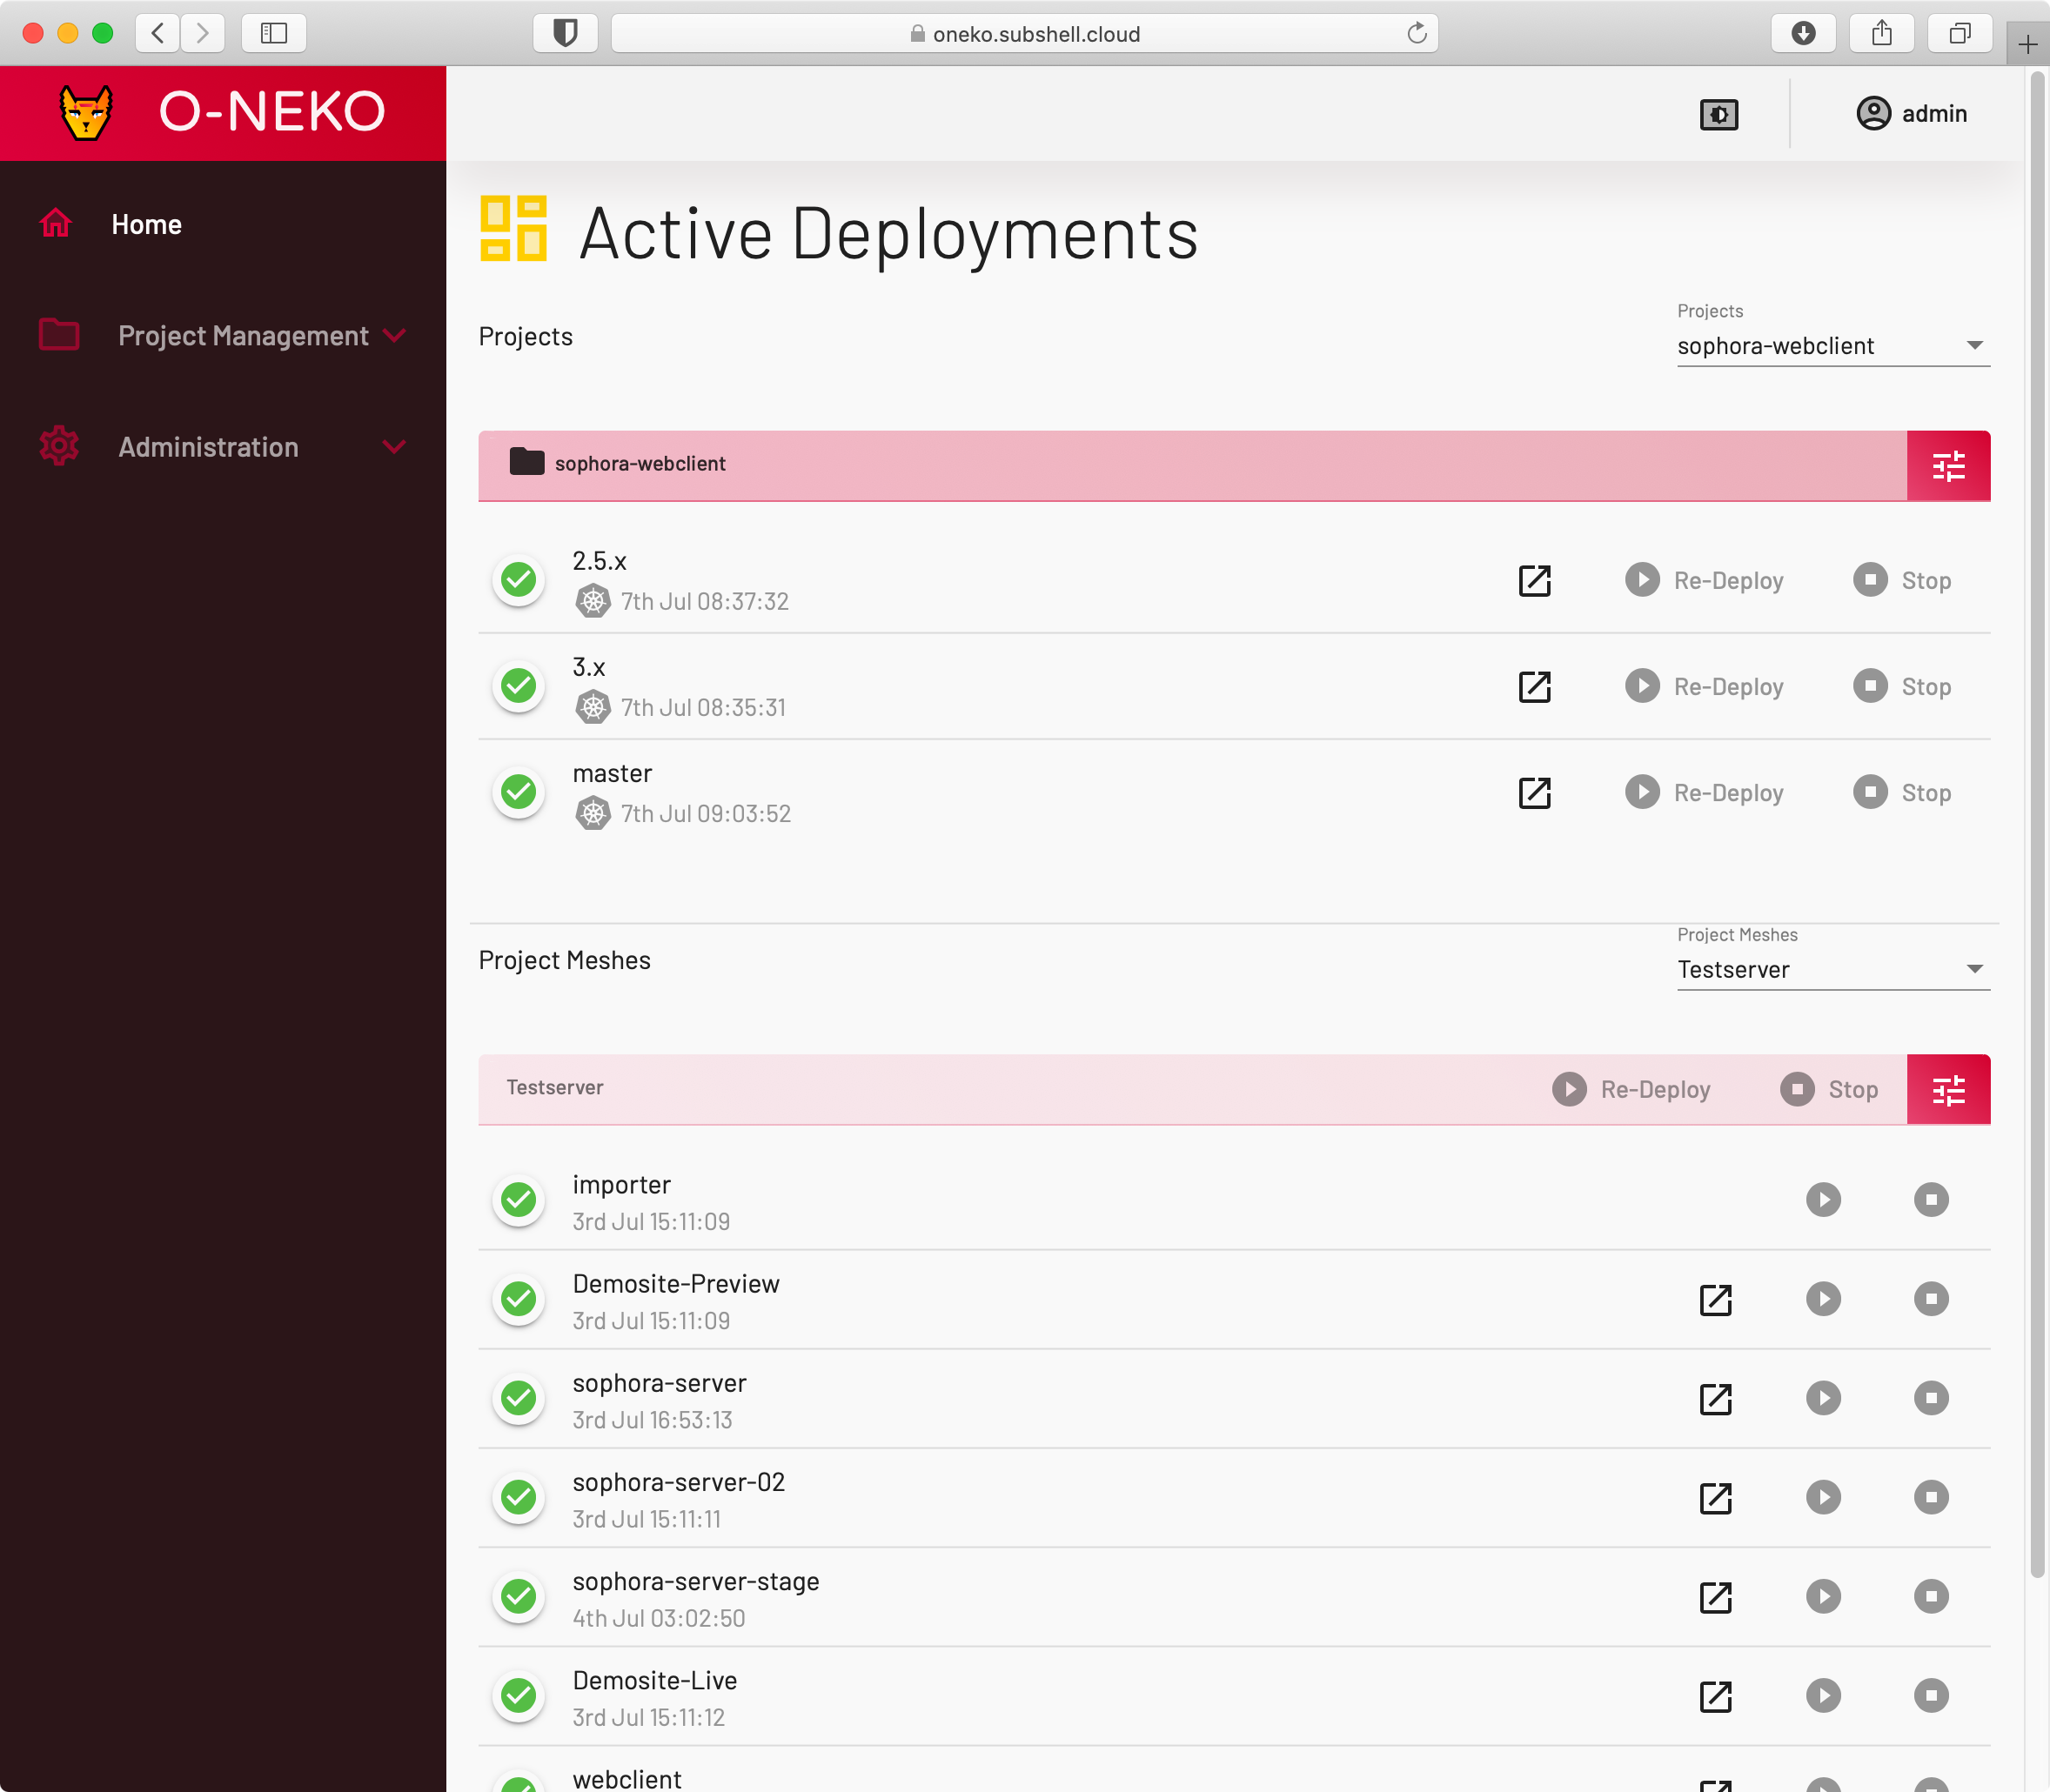 oneko.subshell.cloud
O-NEKO
admin
Home
Project Management
Administration
Active Deployments
Projects
Projects
sophora-webclient
sophora-webclient
2.5.x
7th Jul 08:37:32
Re-Deploy
Stop
3.x
7th Jul 08:35:31
Re-Deploy
Stop
master
7th Jul 09:03:52
Re-Deploy
Stop
Project Meshes
Project Meshes
Testserver
Testserver
Re-Deploy
Stop
importer
3rd Jul 15:11:09
Demosite-Preview
3rd Jul 15:11:09
sophora-server
3rd Jul 16:53:13
sophora-server-02
3rd Jul 15:11:11
sophora-server-stage
4th Jul 03:02:50
Demosite-Live
3rd Jul 15:11:12
webclient